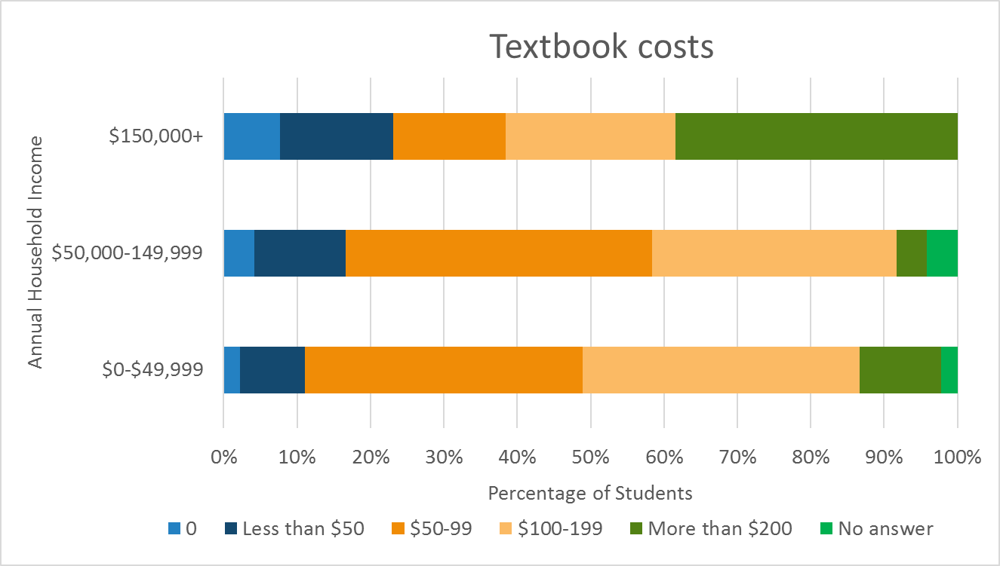 Textbook costs
Annual Household Income
$150,000+
$50,000-149,999
$0-$49,999
0% 10% 20% 30% 40% 50% 60% 70% 80% 90% 100%
Percentage of Students
0 Less than $50 $50-99 $100-199 More than $200 No answer